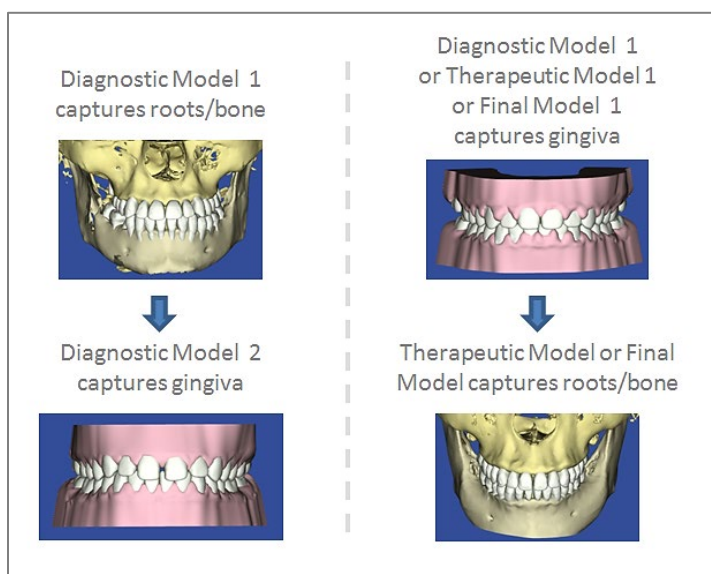 Diagnostic Model 1
captures roots/bone
Diagnostic Model 2
captures gingiva
Diagnostic Model 1
or Therapeutic Model 1
or Final Model 1
captures gingiva
Therapeutic Model or Final
Model captures roots/bone